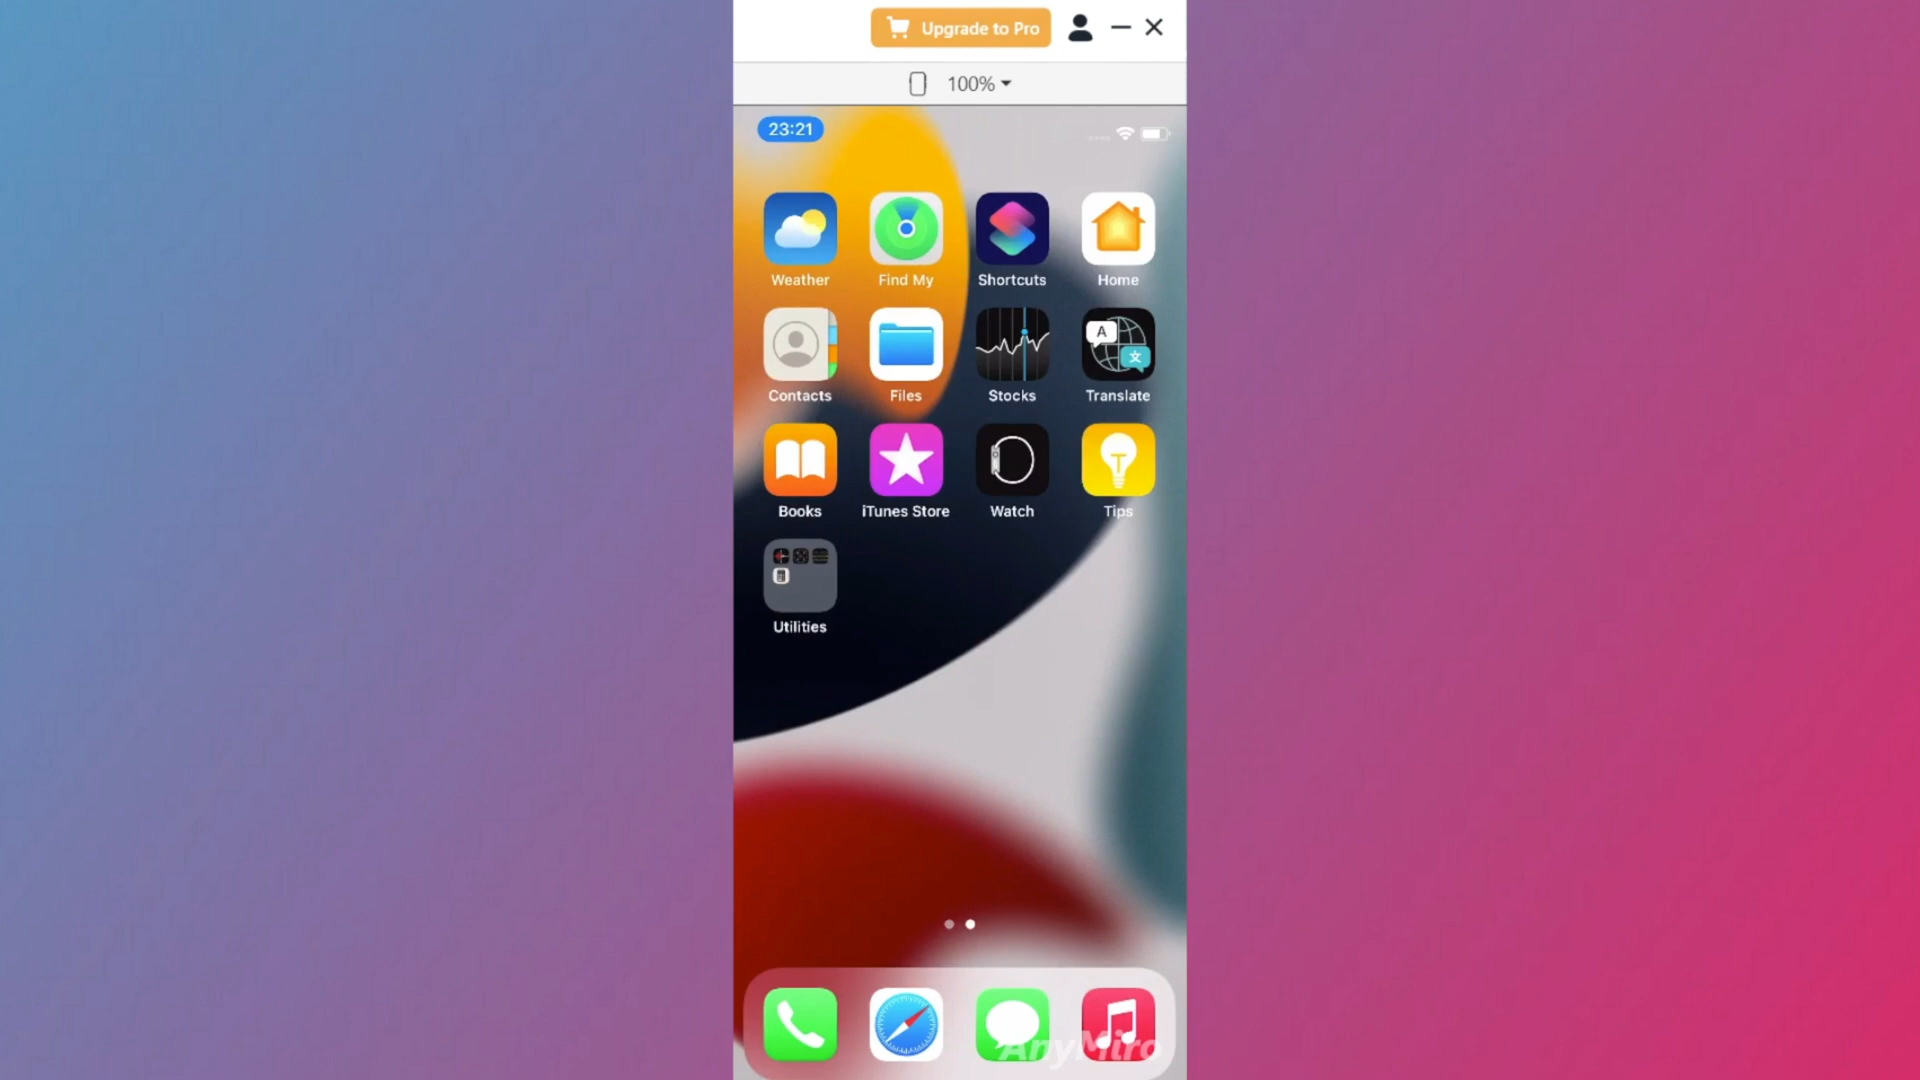 Upgrade to Pro
100%
23:21
Weather Find My Shortcuts Home
A
文
Contacts Files Stocks Translate
Books iTunes Store Watch Tips
Utilities
AnyMiro